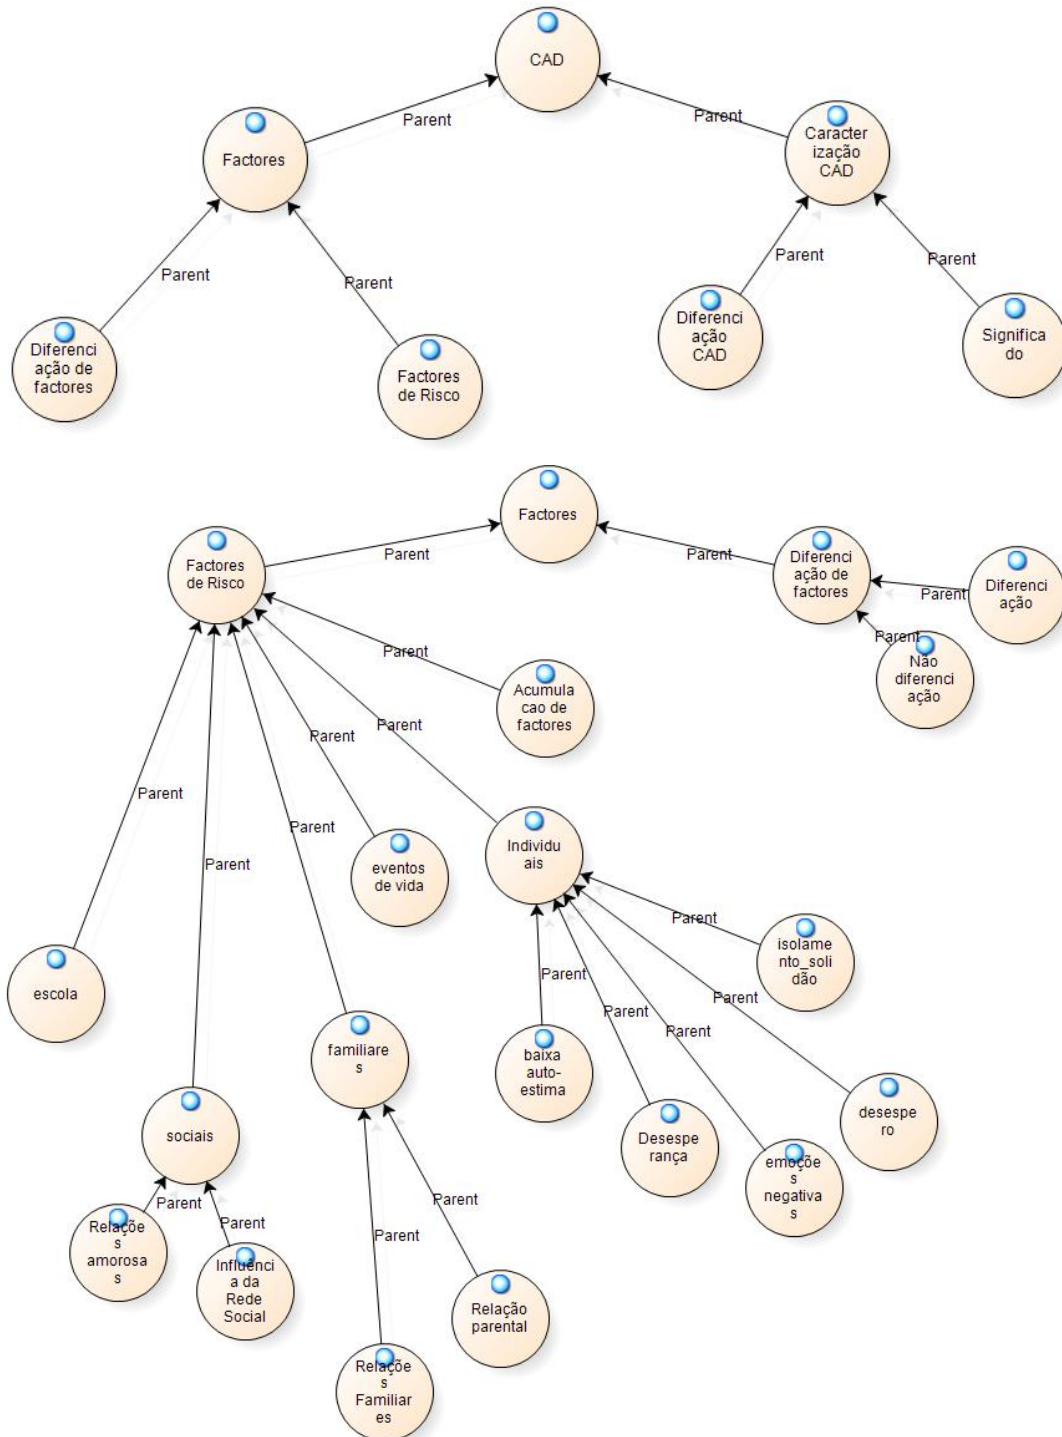 CAD
Parent
Parent
Factores
Caracter
ização
CAD
Parent
Parent
Parent
Parent
Diferenci
ação de
factores
Factores
de Risco
Diferenci
ação
CAD
Significa
do
Factores
Factores
de Risco
Parent
Parent
Diferenci
ação de
factores
Parent
Diferenci
ação
Parent
Não
diferenci
ação
Parent
Acumula
cao de
factores
Parent
Parent
Parent
Parent
Parent
eventos
de vida
Individu
ais
Parent
isolame
nto_soli
dão
escola
Parent
Parent
Parent
Parent
familiare
s
baixa
auto-
estima
Desespe
rança
emoçõe
s
negativa
s
desespe
ro
sociais
Parent
Parent
Relaçõe
s
amorosa
s
Influênc
ia da
Rede
Social
Parent
Parent
Relação
parental
Relaçõe
s
Familiar
es